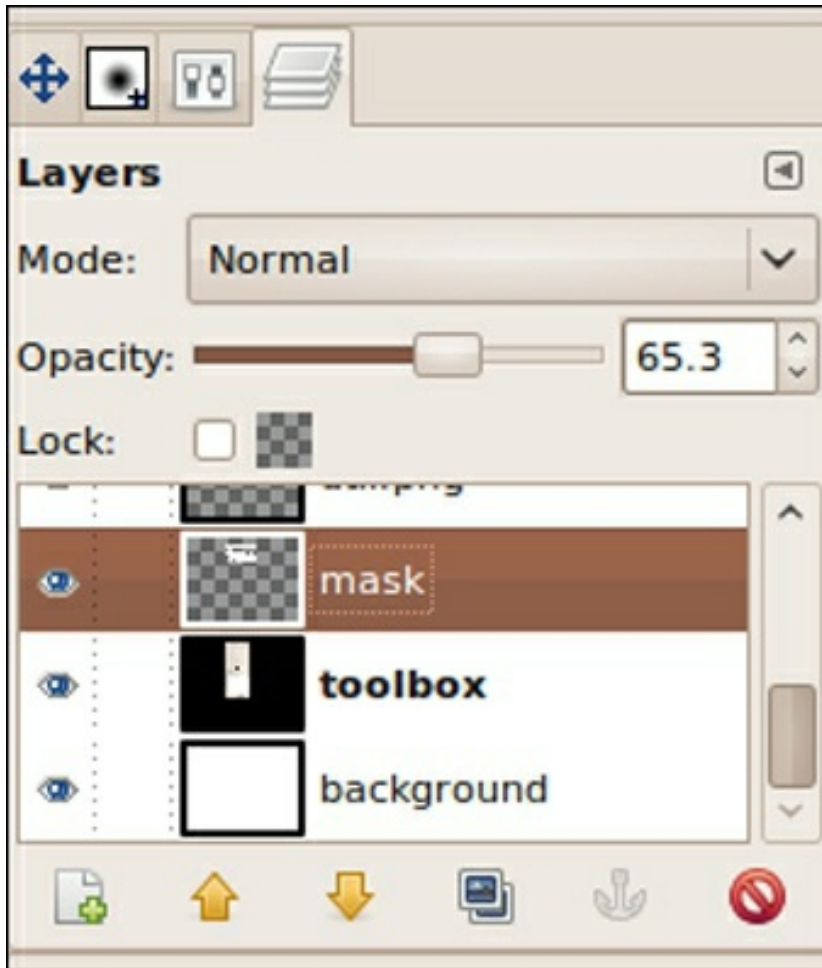 Layers
Mode: Normal
Opacity: 65.3
Lock:
mask
toolbox
background